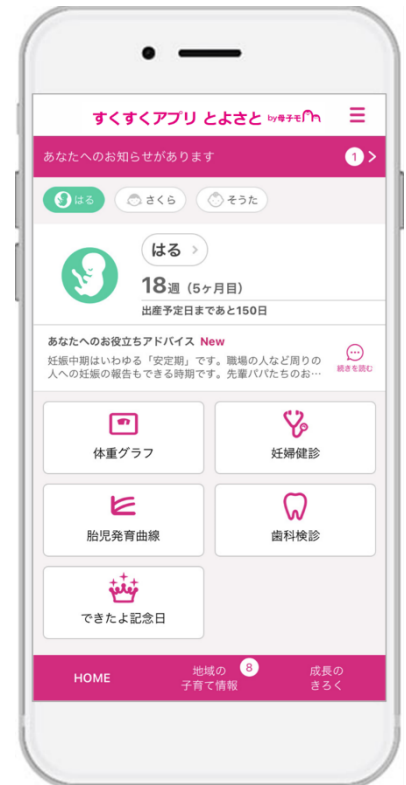 すくすくアプリ とよさと by母子モ
あなたへのお知らせがあります 1
はる さくら そうた
はる
18週（5ヶ月目）
出産予定日まであと150日
あなたへのお役立ちアドバイス New
妊娠中期はいわゆる「安定期」です。職場の人など周りの
人への妊娠の報告もできる時期です。先輩パパたちのお…
続きを読む
体重グラフ
妊婦健診
胎児発育曲線
歯科検診
できたよ記念日
HOME
地域の 8
子育て情報
成長の
きろく